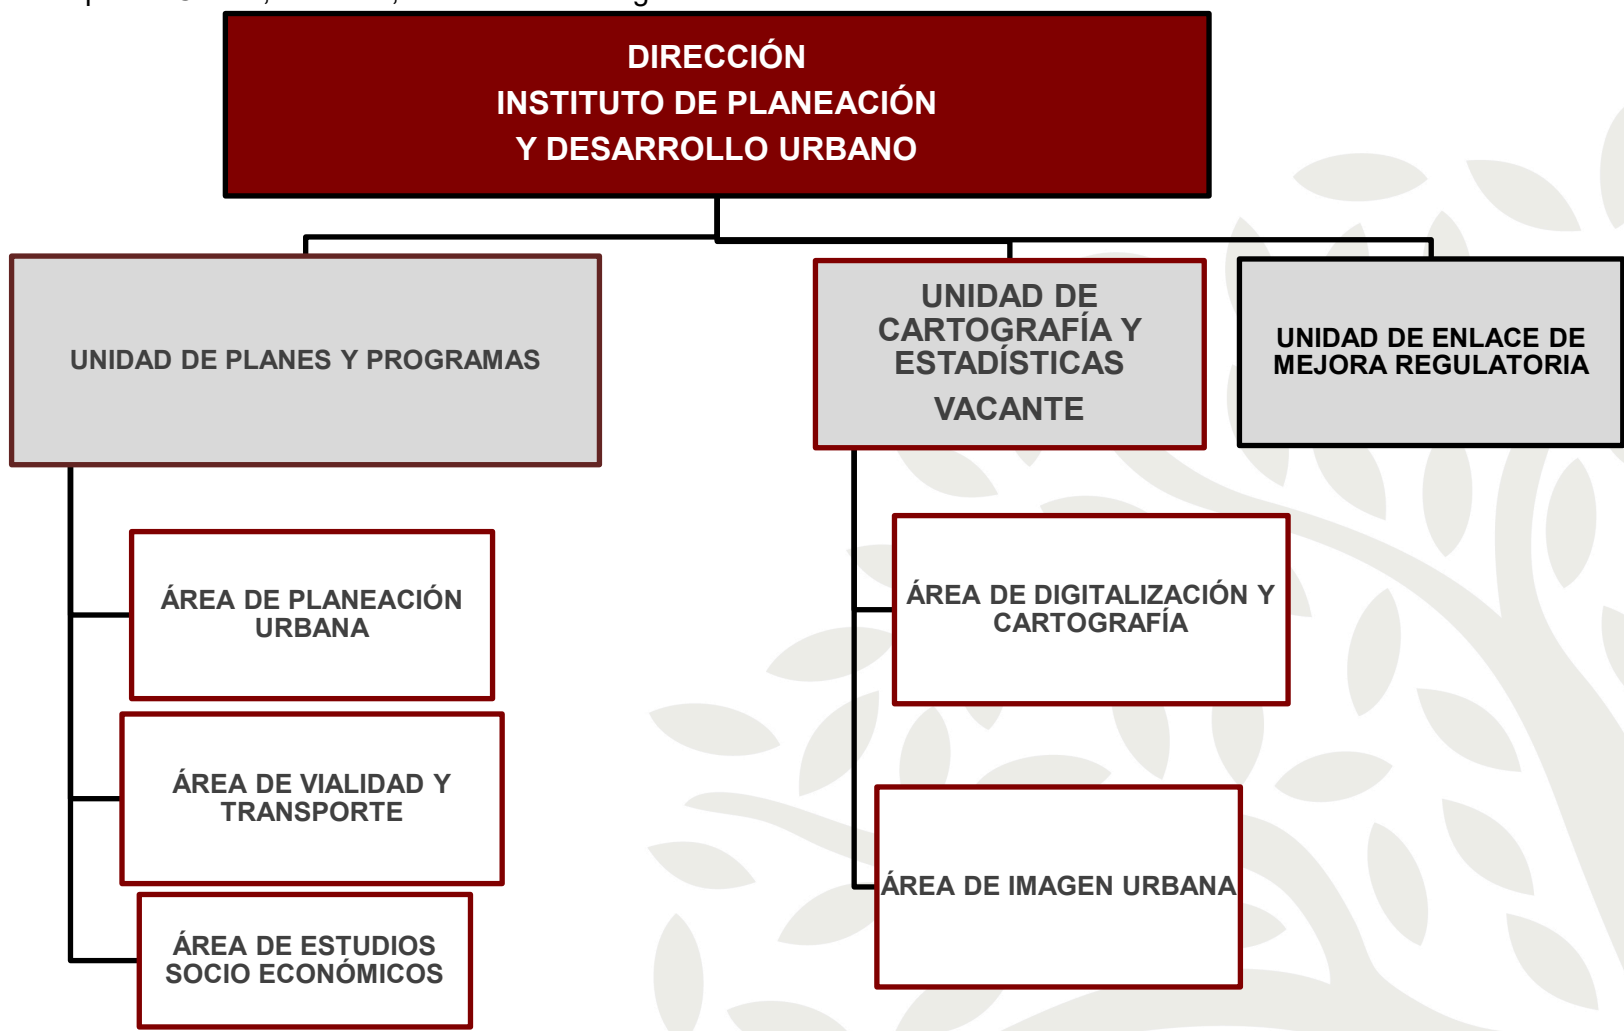 DIRECCIÓN
INSTITUTO DE PLANEACIÓN
Y DESARROLLO URBANO
UNIDAD DE PLANES Y PROGRAMAS
UNIDAD DE
CARTOGRAFÍA Y
ESTADÍSTICAS
VACANTE
UNIDAD DE ENLACE DE
MEJORA REGULATORIA
ÁREA DE PLANEACIÓN
URBANA
ÁREA DE VIALIDAD Y
TRANSPORTE
ÁREA DE ESTUDIOS
SOCIO ECONÓMICOS
ÁREA DE DIGITALIZACIÓN Y
CARTOGRAFÍA
ÁREA DE IMAGEN URBANA